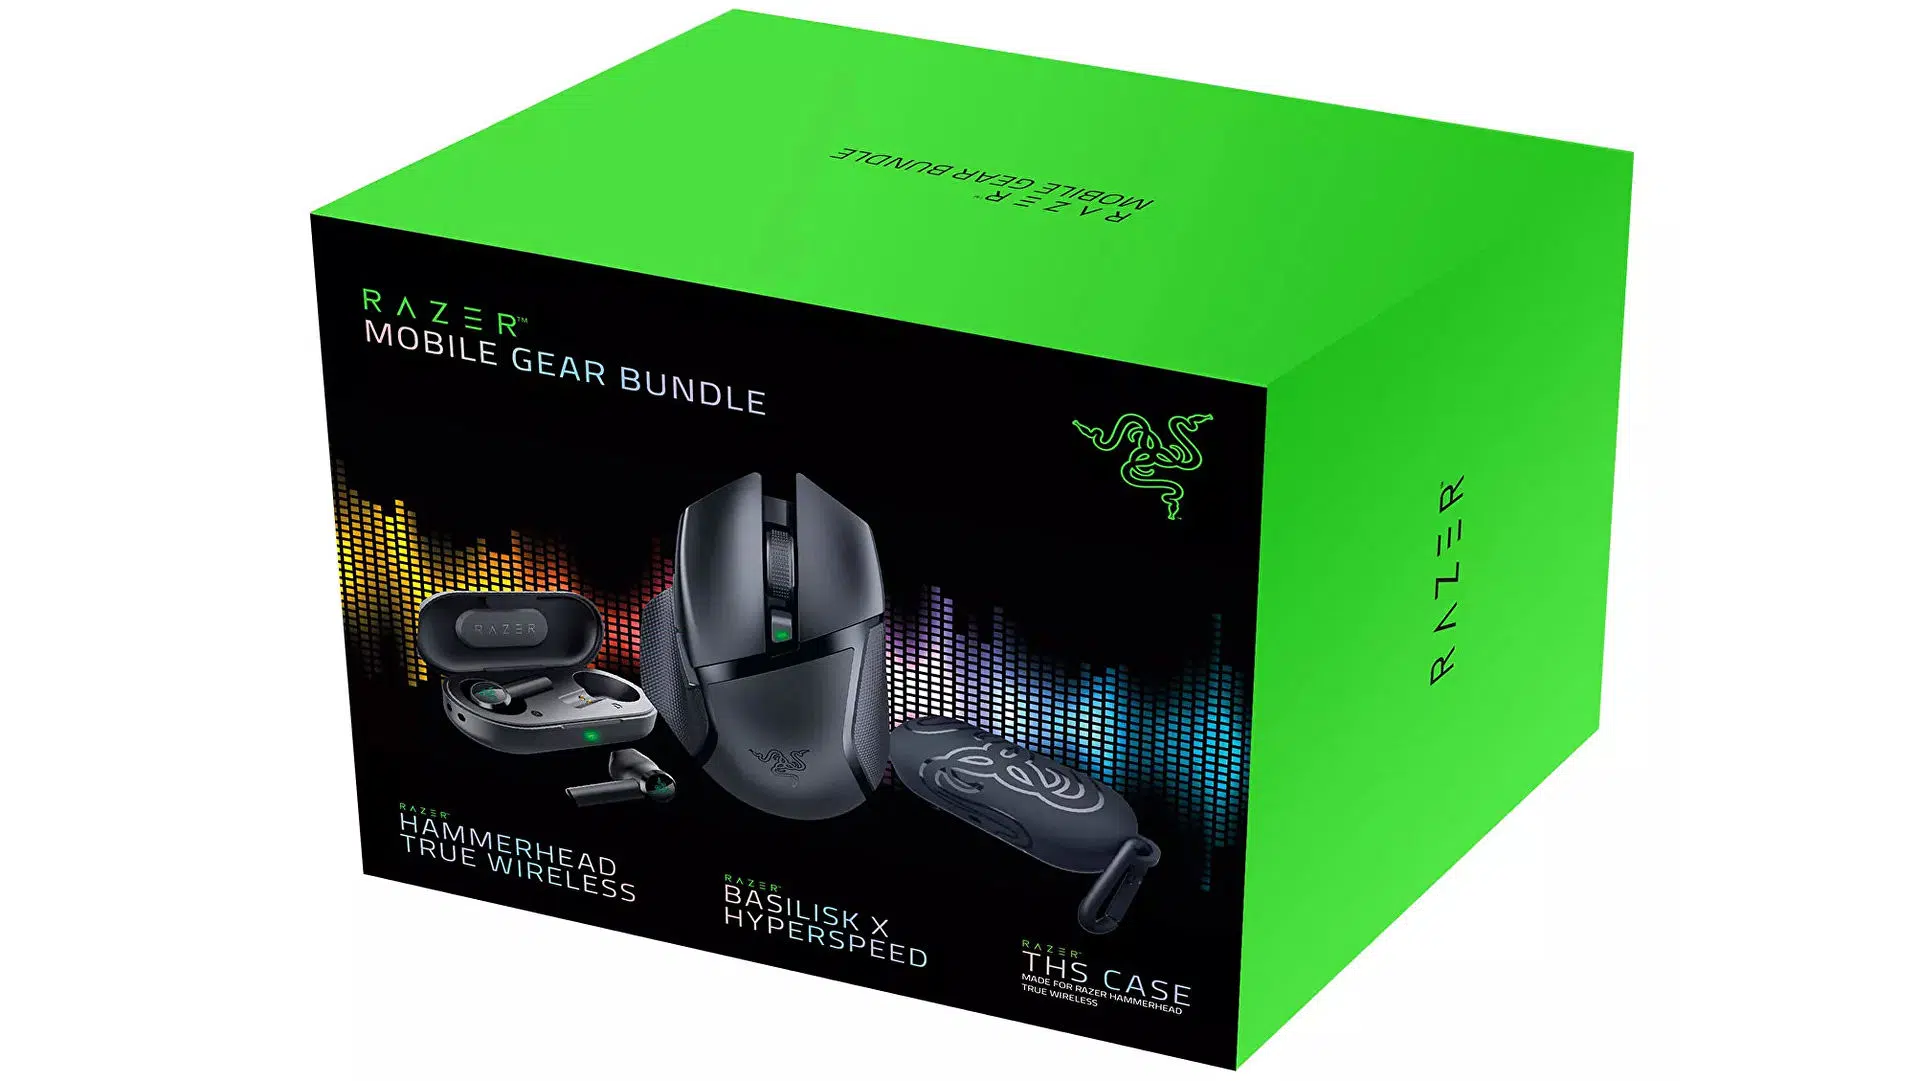 RAZER™
MOBILE GEAR BUNDLE
RAZER™
MOBILE GEAR BUNDLE
RAZER
RAZER™
HAMMERHEAD
TRUE WIRELESS
RAZER™
BASILISK X
HYPERSPEED
RAZER™
THS CASE
MADE FOR RAZER HAMMERHEAD
TRUE WIRELESS
RAZER™